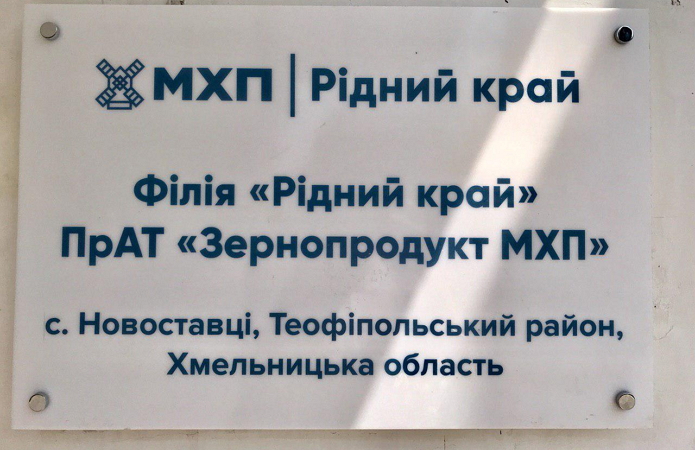 МХП | Рідний край
Філія «Рідний край»
ПрАТ «Зернопродукт МХП»
с. Новоставці, Теофіпольський район,
Хмельницька область